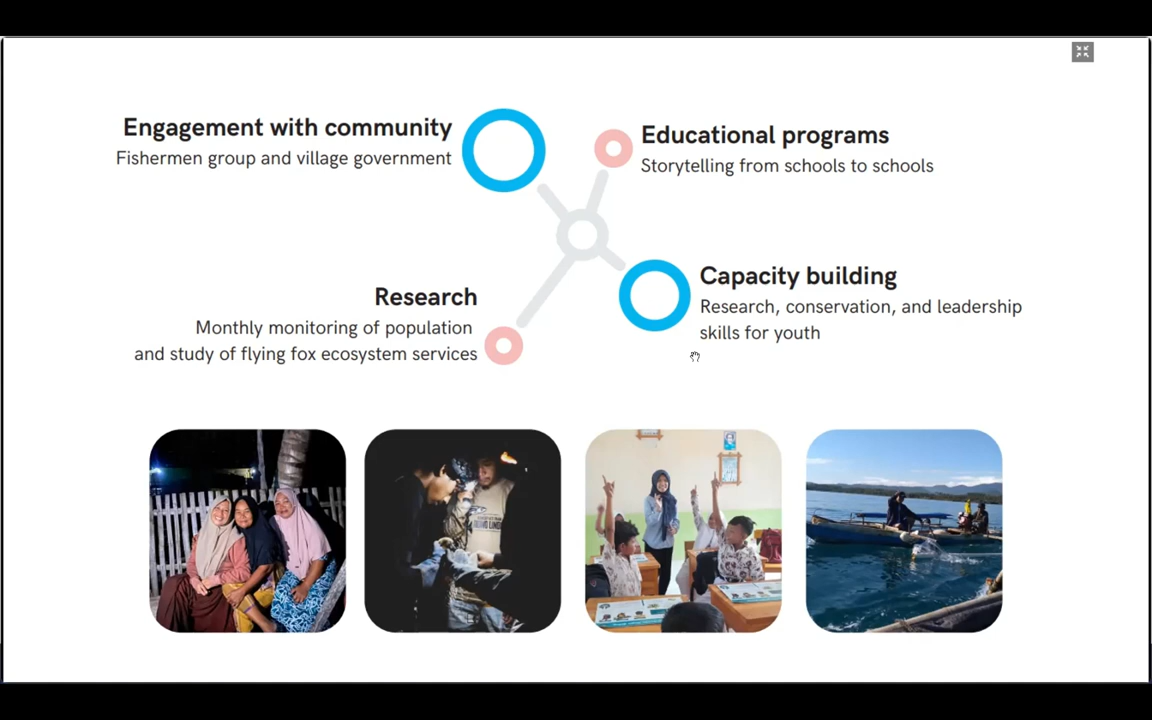 Engagement with community
Fishermen group and village government
Educational programs
Storytelling from schools to schools
Research
Monthly monitoring of population
and study of flying fox ecosystem services
Capacity building
Research, conservation, and leadership
skills for youth